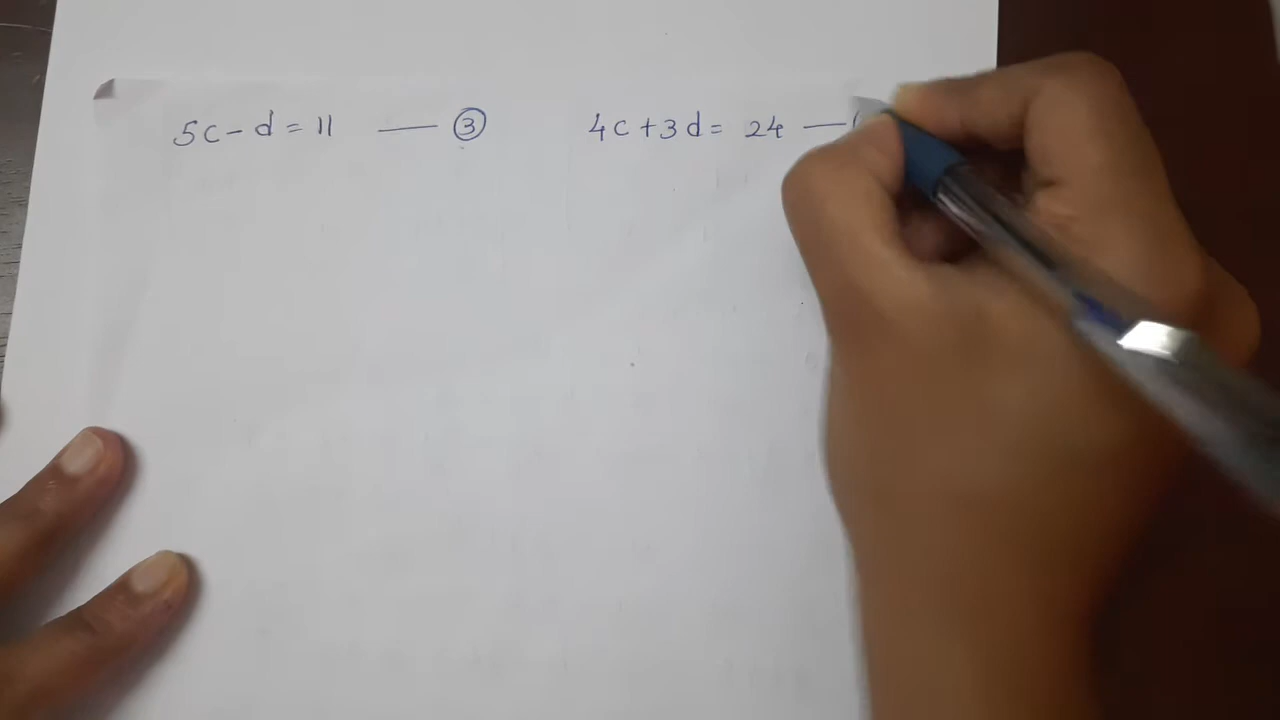 5c - d = 11 —— ③ 4c + 3d = 24 —